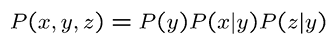 P(x, y, z) = P(y)P(x|y)P(z|y)